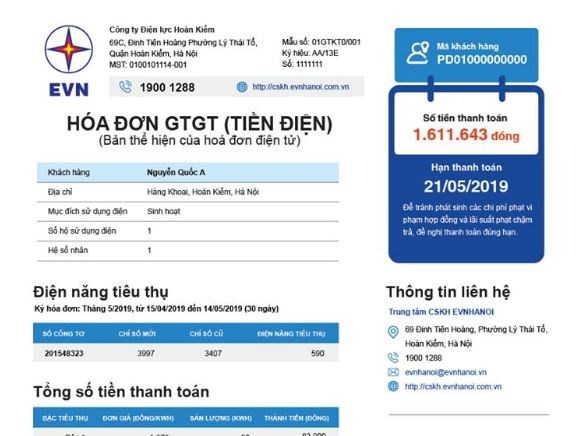 EVN
Công ty Điện lực Hoàn Kiếm
69C, Đinh Tiên Hoàng Phường Lý Thái Tổ,
Quận Hoàn Kiếm, Hà Nội
MST: 0100101114-001
Mẫu số: 01GTKT0/001
Ký hiệu: AA/13E
Số: 1111111
1900 1288
http://cskh.evnhanoi.com.vn
Mã khách hàng
PD01000000000
Số tiền thanh toán
1.611.643 đồng
Hạn thanh toán
21/05/2019
Để tránh phát sinh các chi phí phạt vi
phạm hợp đồng và lãi suất phạt chậm
trả, đề nghị thanh toán đúng hạn.
HÓA ĐƠN GTGT (TIỀN ĐIỆN)
(Bản thể hiện của hoá đơn điện tử)
Khách hàng Nguyễn Quốc A
Địa chỉ Hàng Khoai, Hoàn Kiếm, Hà Nội
Mục đích sử dụng điện Sinh hoạt
Số hộ sử dụng điện 1
Hệ số nhân 1
Điện năng tiêu thụ
Kỳ hóa đơn: Tháng 5/2019, từ 15/04/2019 đến 14/05/2019 (30 ngày)
SỐ CÔNG TƠ CHỈ SỐ MỚI CHỈ SỐ CŨ ĐIỆN NĂNG TIÊU THỤ
201548323 3997 3407 590
Thông tin liên hệ
Trung tâm CSKH EVNHANOI
69 Đinh Tiên Hoàng, Phường Lý Thái Tổ,
Hoàn Kiếm, Hà Nội
1900 1288
evnhanoi@evnhanoi.vn
http://cskh.evnhanoi.com.vn
Tổng số tiền thanh toán
BẬC TIÊU THỤ ĐƠN GIÁ (ĐỒNG/KWH) SẢN LƯỢNG (KWH) THÀNH TIỀN (ĐỒNG)